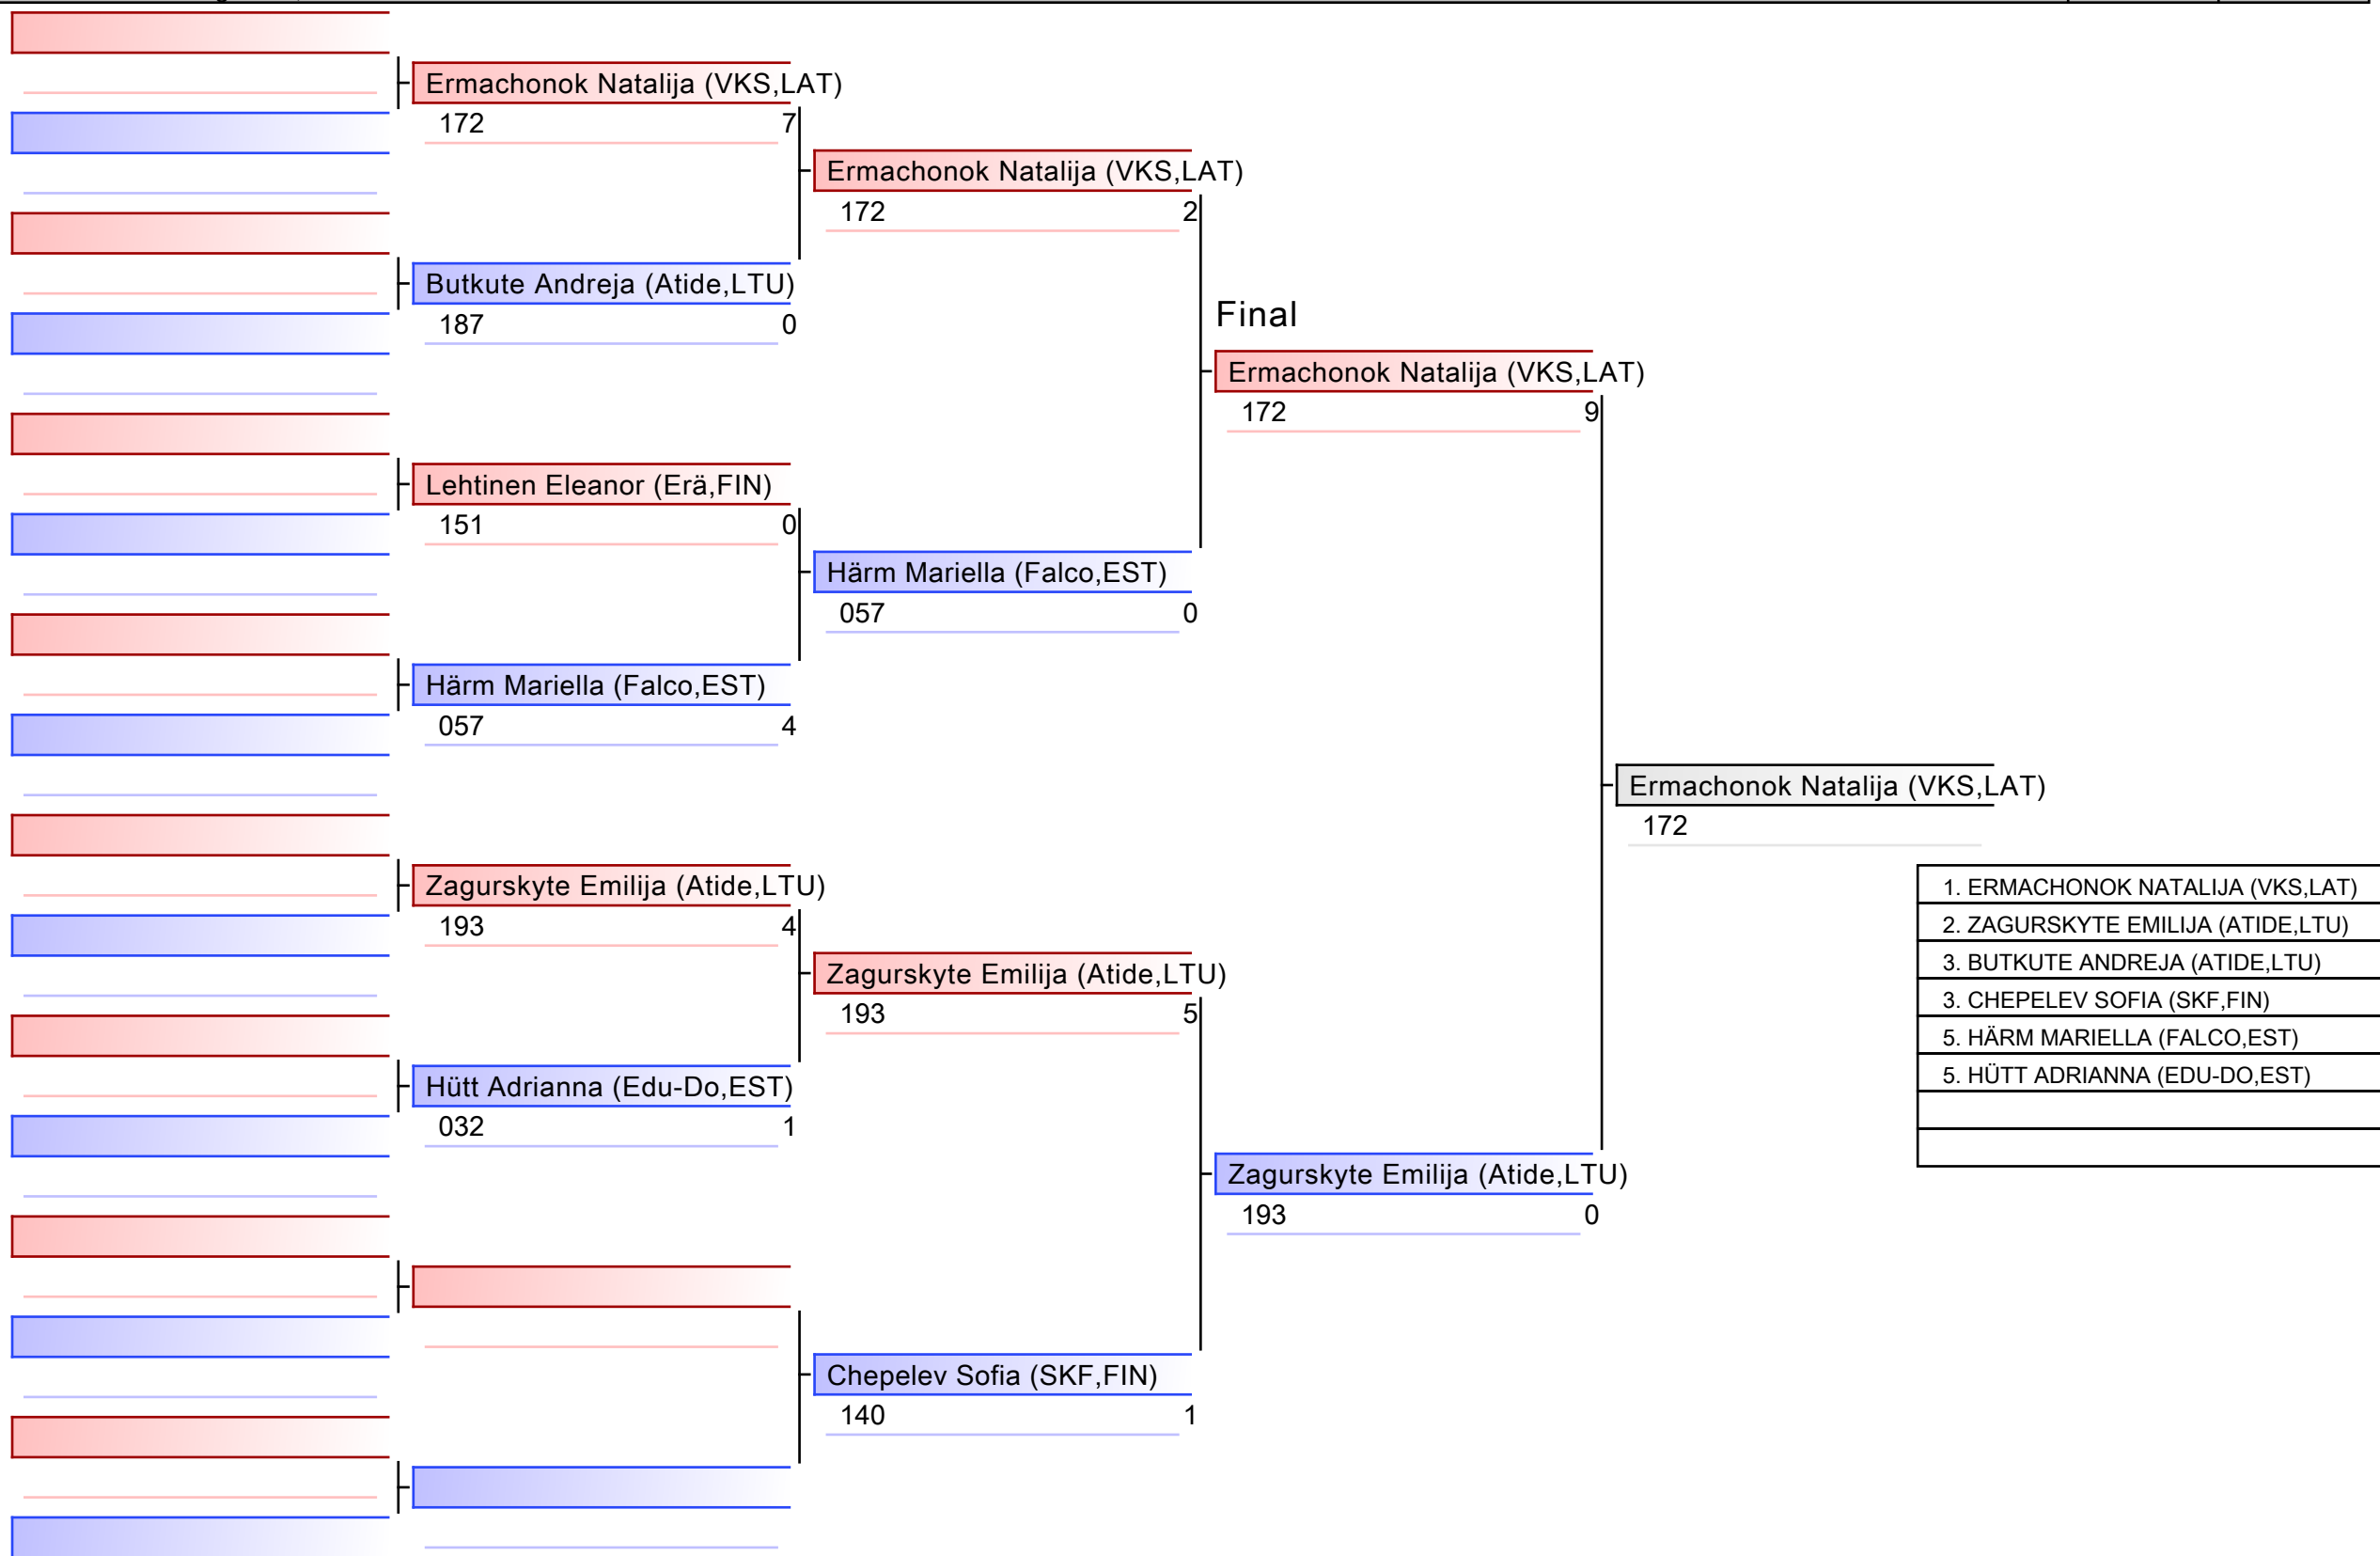 Ermachonok Natalija (VKS,LAT)
172 7
Butkute Andreja (Atide,LTU)
187 0
Lehtinen Eleanor (Erä,FIN)
151 0
Härm Mariella (Falco,EST)
057 4
Zagurskyte Emilija (Atide,LTU)
193 4
Hütt Adrianna (Edu-Do,EST)
032 1
Ermachonok Natalija (VKS,LAT)
172 2
Härm Mariella (Falco,EST)
057 0
Zagurskyte Emilija (Atide,LTU)
193 5
Chepelev Sofia (SKF,FIN)
140 1
Final
Ermachonok Natalija (VKS,LAT)
172 9
Zagurskyte Emilija (Atide,LTU)
193 0
Ermachonok Natalija (VKS,LAT)
172
1. ERMACHONOK NATALIJA (VKS,LAT)
2. ZAGURSKYTE EMILIJA (ATIDE,LTU)
3. BUTKUTE ANDREJA (ATIDE,LTU)
3. CHEPELEV SOFIA (SKF,FIN)
5. HÄRM MARIELLA (FALCO,EST)
5. HÜTT ADRIANNA (EDU-DO,EST)